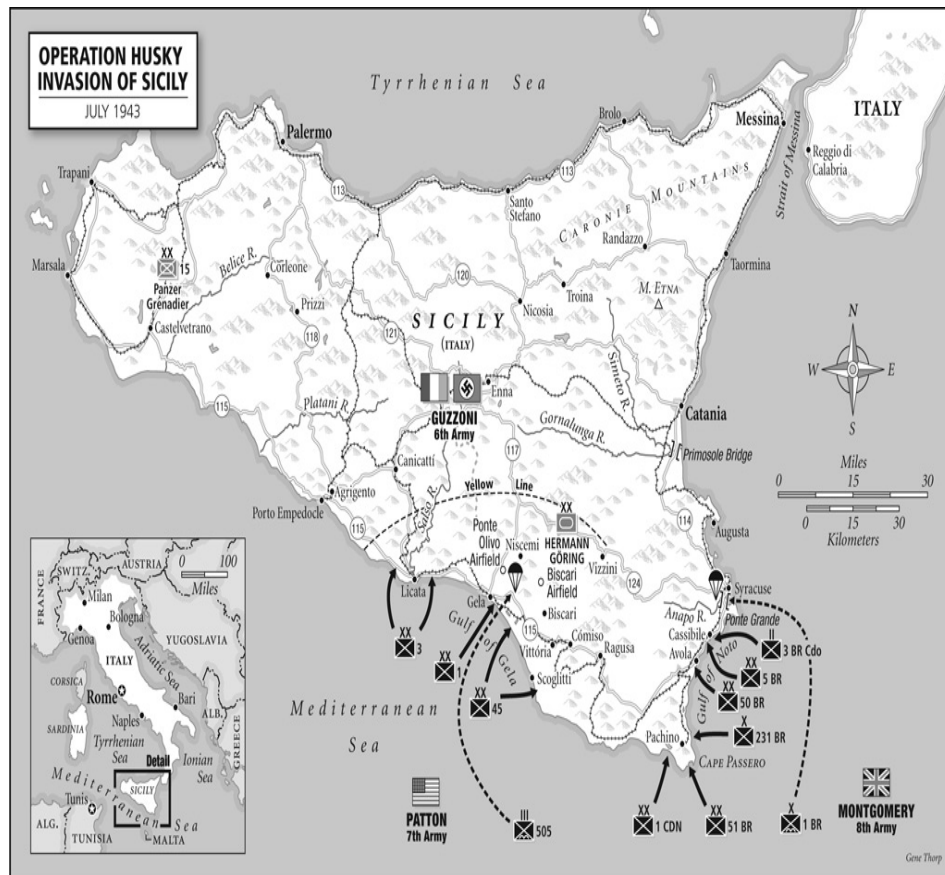 OPERATION HUSKY
INVASION OF SICILY
JULY 1943
Tyrrhenian Sea
ITALY
Palermo
Brolo
Messina
Strait of Messina
Reggio di
Calabria
Trapani
113
113
Santo
Stefano
CARONIE MOUNTAINS
Randazzo
Taormina
Marsala
XX
15
Panzer
Grenadier
Belice R.
Corleone
120
Troina
M. ETNA
Castelvetrano
Prizzi
118
121
SICILY
(ITALY)
Nicosia
N
W
E
S
115
Platani R.
GUZZONI
6th Army
Enna
Simeto R.
Catania
Gornalunga R.
Primosole Bridge
117
Canicatti
Miles
0 15 30
0 15 30
Kilometers
Agrigento
Porto Empedocle
Salso R.
Yellow Line
XX
HERMANN
GÖRING
115
Ponte
Olivo
Airfield
Niscemi
Vizzini
114
Augusta
124
Biscari
Airfield
Licata
Gela
Biscari
Anapo R.
Syracuse
Ponte Grande
Gulf of Gela
115
Vittória
Cómiso
Ragusa
Cassibile
Avola
Gulf of Noto
Scoglitti
XX
3
XX
1
XX
45
II
3 BR Cdo
XX
5 BR
XX
50 BR
X
231 BR
Mediterranean
Sea
Pachino
CAPE PASSERO
PATTON
7th Army
III
505
XX
1 CDN
XX
51 BR
X
1 BR
MONTGOMERY
8th Army
Gene Thorp
0 100
Miles
FRANCE
SWITZ.
AUSTRIA
Milan
Genoa
Bologna
YUGOSLAVIA
Adriatic Sea
ITALY
CORSICA
Rome
Bari
ALB.
Naples
SARDINIA
Tyrrhenian
Sea
Ionian
Sea
GREECE
Detail
Mediterranean Sea
SICILY
Tunis
ALG.
TUNISIA
MALTA